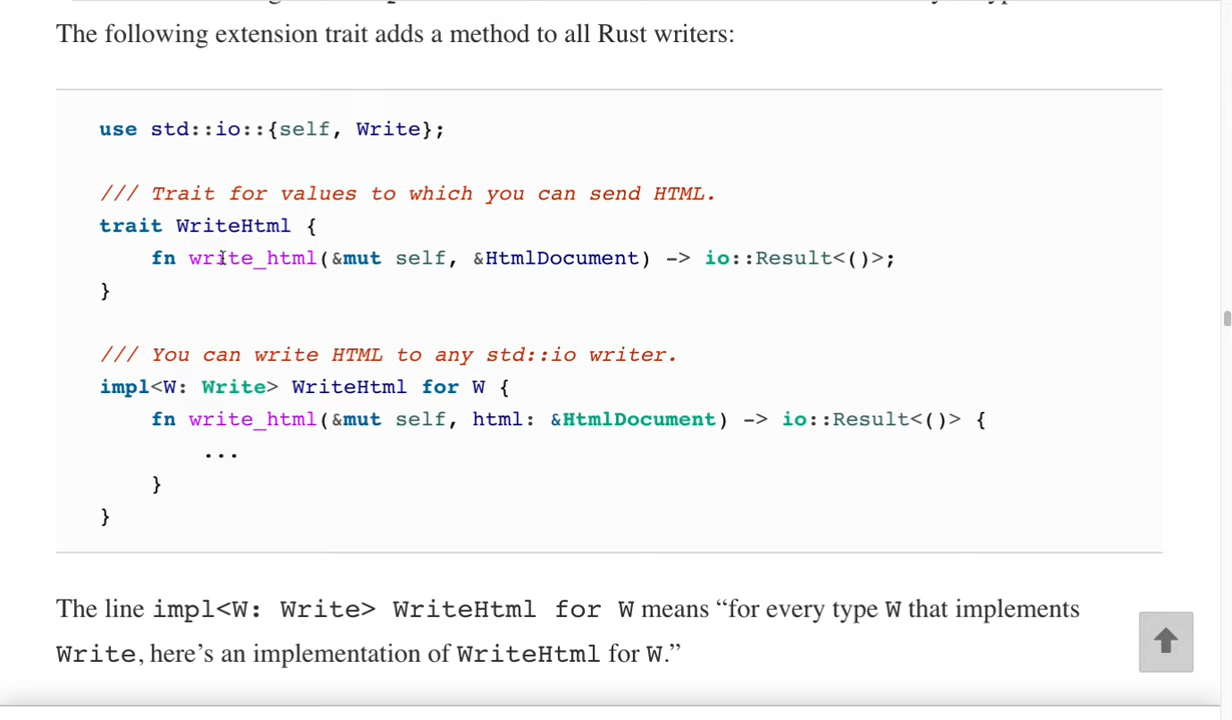 The following extension trait adds a method to all Rust writers:
use std::io::{self, Write};
/// Trait for values to which you can send HTML.
trait WriteHtml {
    fn write_html(&mut self, &HtmlDocument) -> io::Result<()>;
}
/// You can write HTML to any std::io writer.
impl<W: Write> WriteHtml for W {
    fn write_html(&mut self, html: &HtmlDocument) -> io::Result<()> {
        ...
    }
}
The line impl<W: Write> WriteHtml for W means “for every type W that implements
Write, here’s an implementation of WriteHtml for W.”